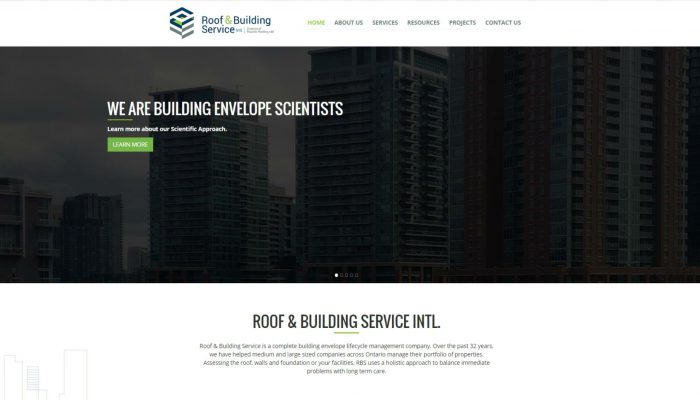 Roof & Building
Service Intl.
HOME ABOUT US SERVICES RESOURCES PROJECTS CONTACT US
WE ARE BUILDING ENVELOPE SCIENTISTS
Learn more about our Scientific Approach.
LEARN MORE
ROOF & BUILDING SERVICE INTL.
Roof & Building Service is a complete building envelope lifecycle management company. Over the past 32 years,
we have helped medium and large sized companies across Ontario manage their portfolio of properties.
Assessing the roof, walls and foundation or your facilities, RBS uses a holistic approach to balance immediate
problems with long term care.